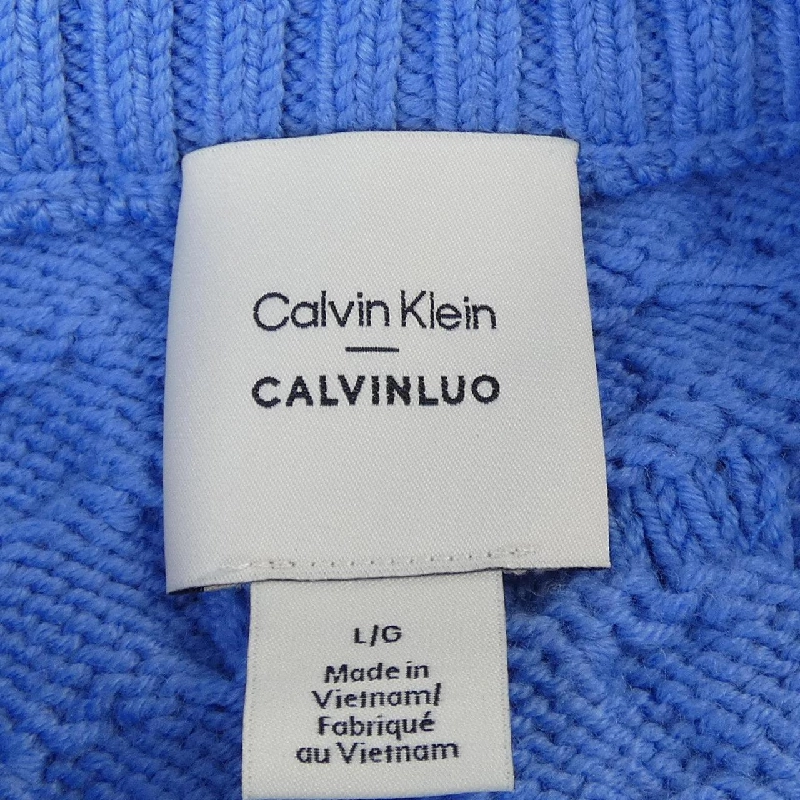 Calvin Klein
CALVINLUO
L/G
Made in
Vietnam/
Fabriqué
au Vietnam